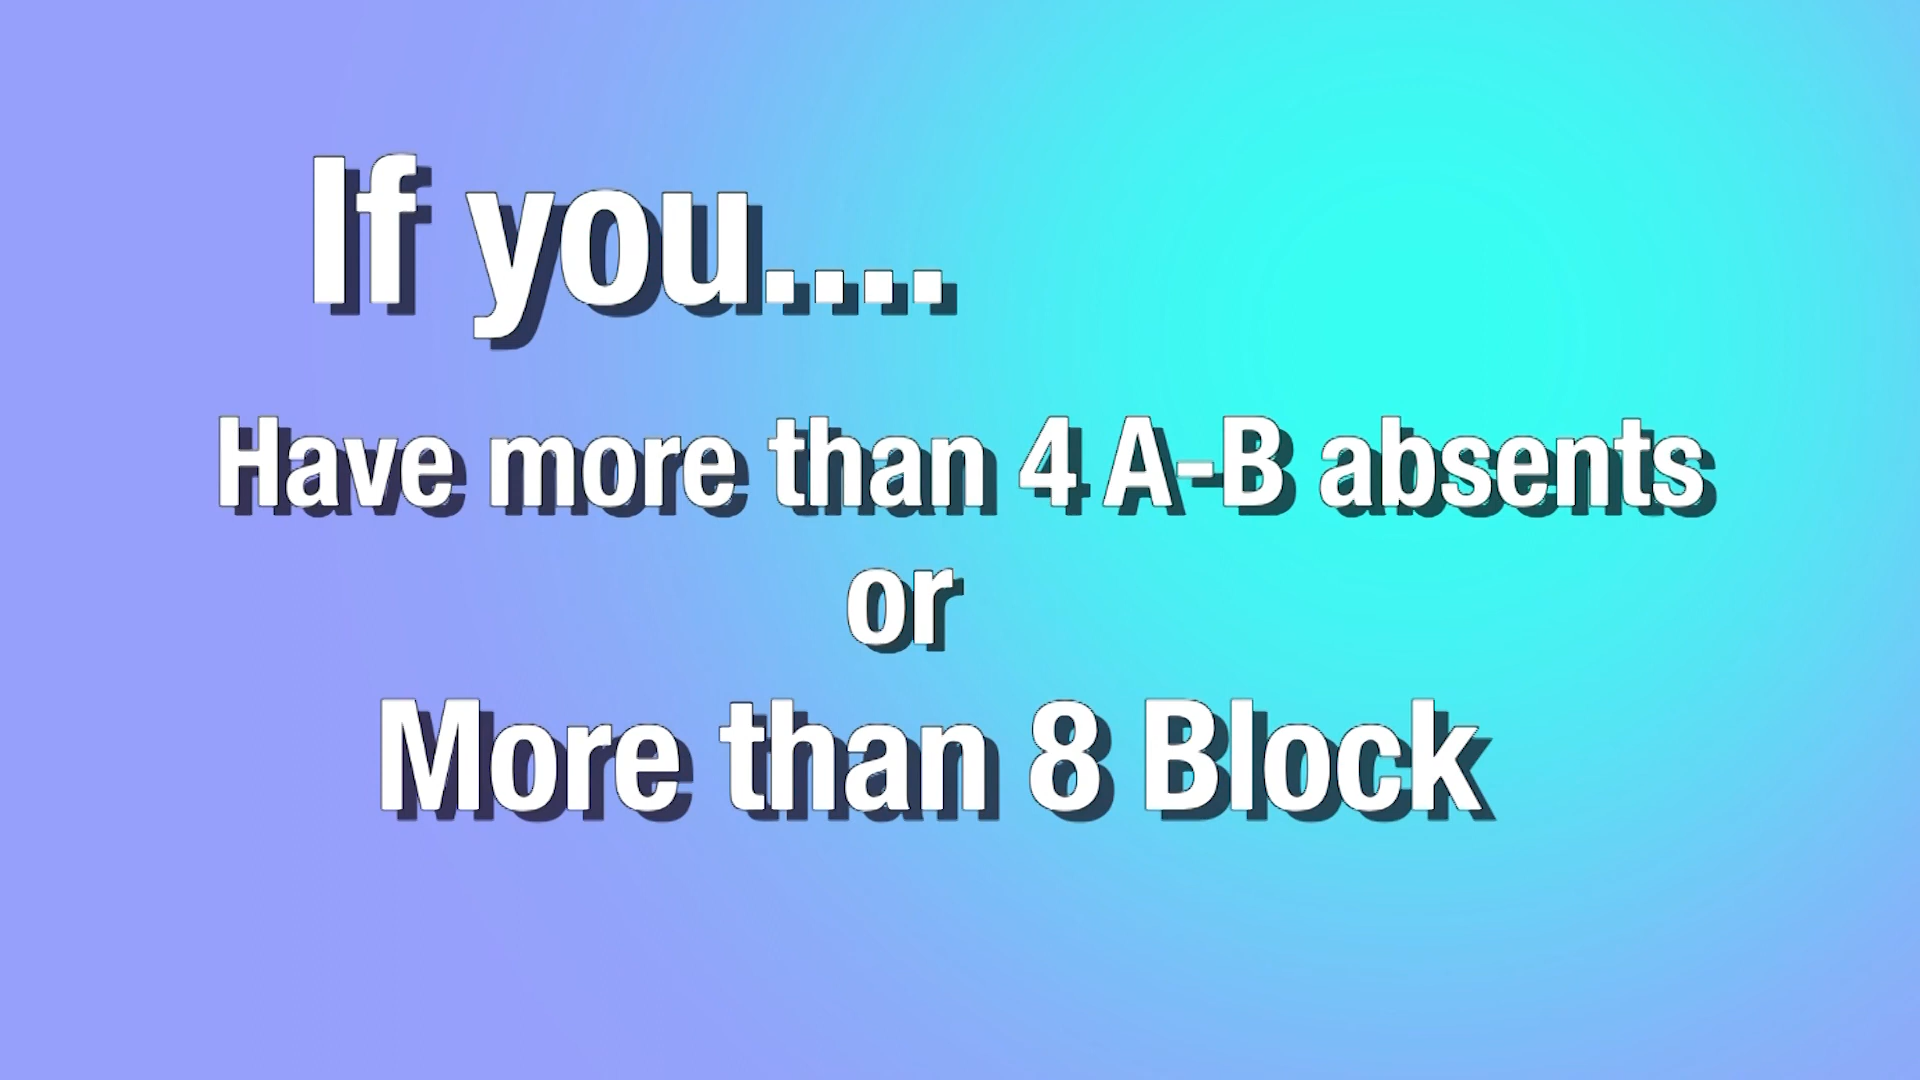 If you....
Have more than 4 A-B absents
or
More than 8 Block